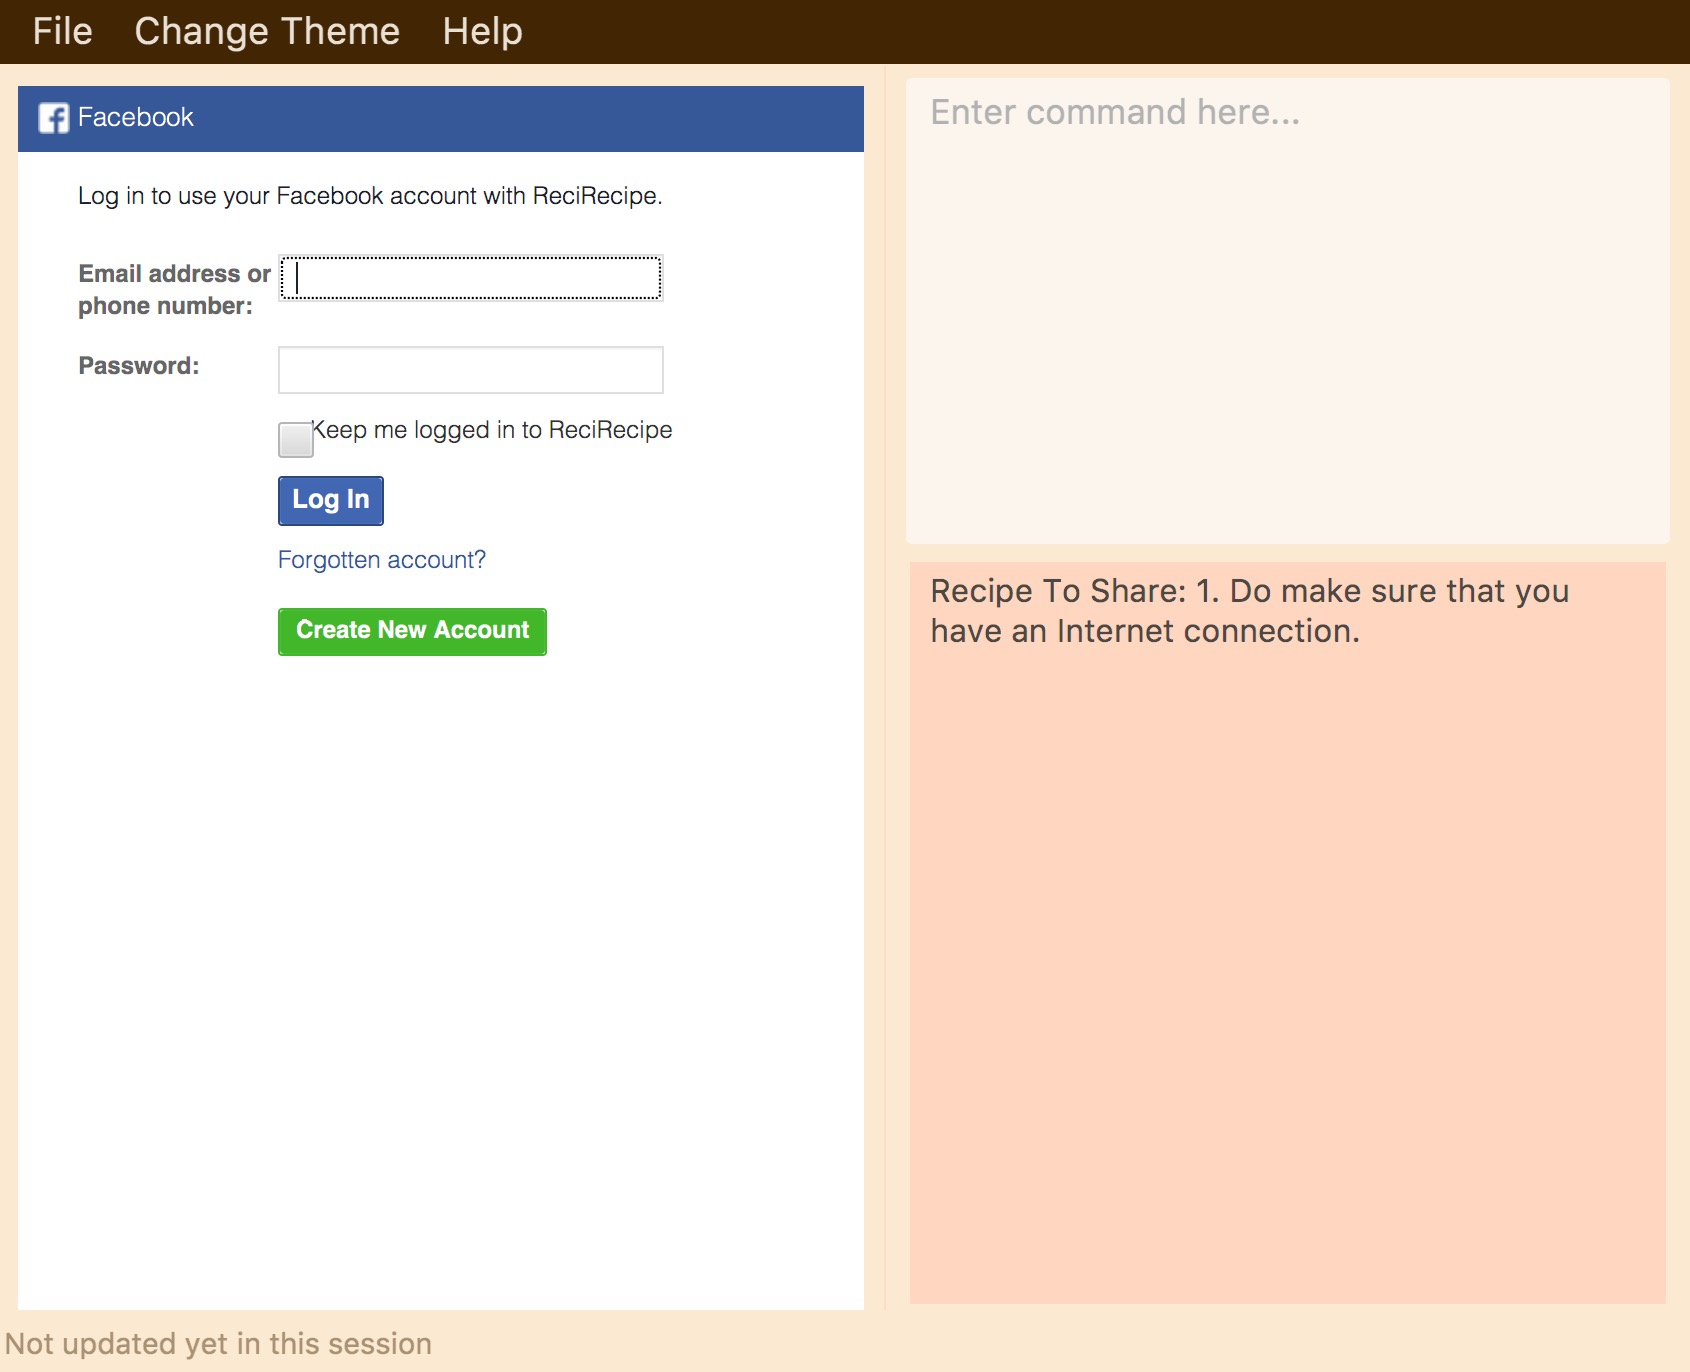 File Change Theme Help
Facebook
Log in to use your Facebook account with ReciRecipe.
Email address or
phone number:
Password:
Keep me logged in to ReciRecipe
Log In
Forgotten account?
Create New Account
Enter command here...
Recipe To Share: 1. Do make sure that you
have an Internet connection.
Not updated yet in this session